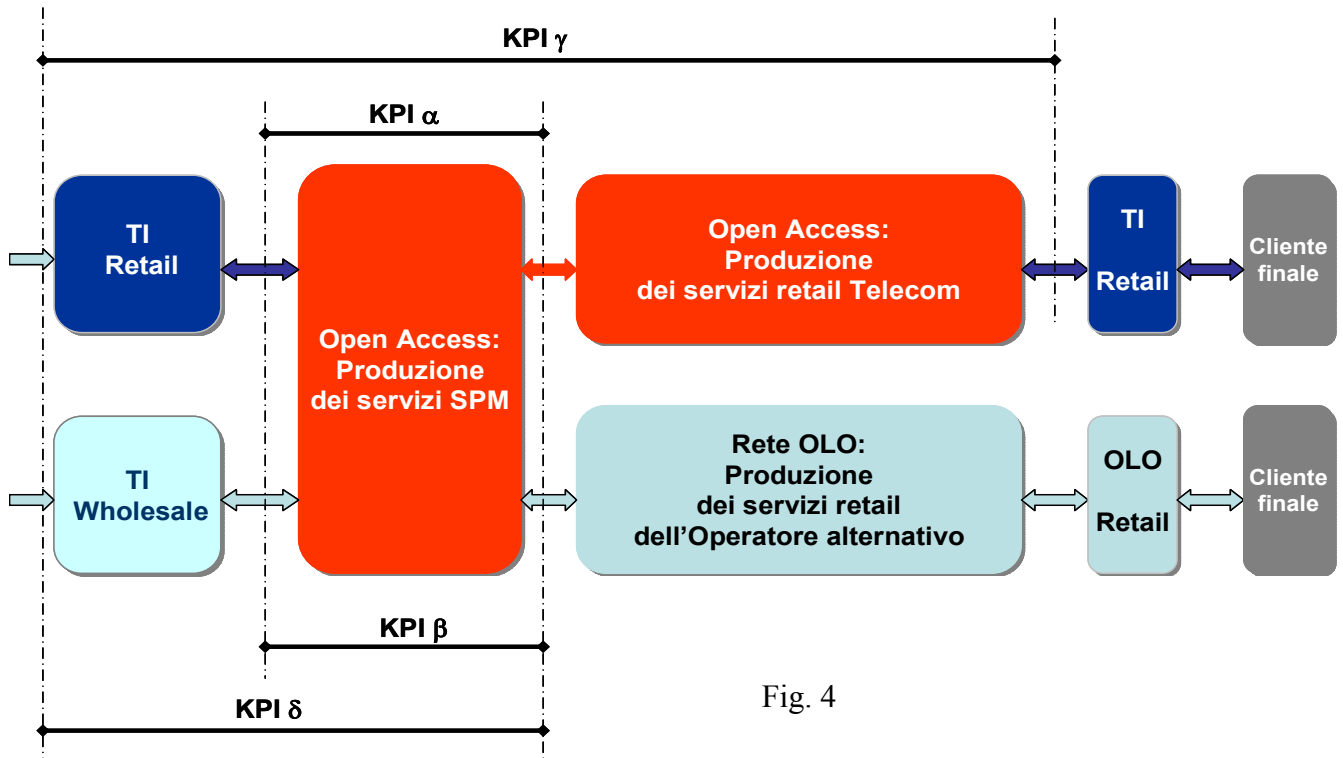 KPI γ
KPI α
TI
Retail
Open Access:
Produzione
dei servizi SPM
Open Access:
Produzione
dei servizi retail Telecom
TI
Retail
Cliente
finale
TI
Wholesale
Rete OLO:
Produzione
dei servizi retail
dell'Operatore alternativo
OLO
Retail
Cliente
finale
KPI β
KPI δ
Fig. 4